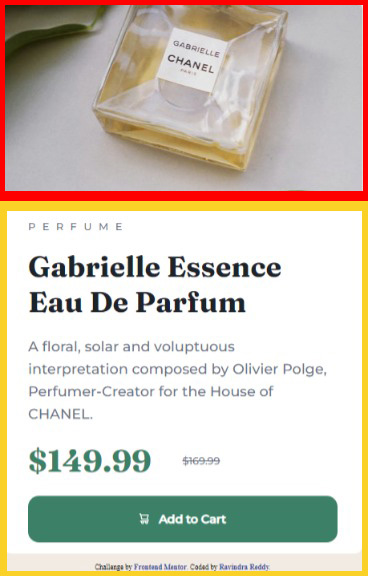 GABRIELLE
CHANEL
PARIS
PERFUME
Gabrielle Essence
Eau De Parfum
A floral, solar and voluptuous
interpretation composed by Olivier Polge,
Perfumer-Creator for the House of
CHANEL.
$149.99 $169.99
Add to Cart
Challenge by Frontend Mentor. Coded by Ravindra Reddy.